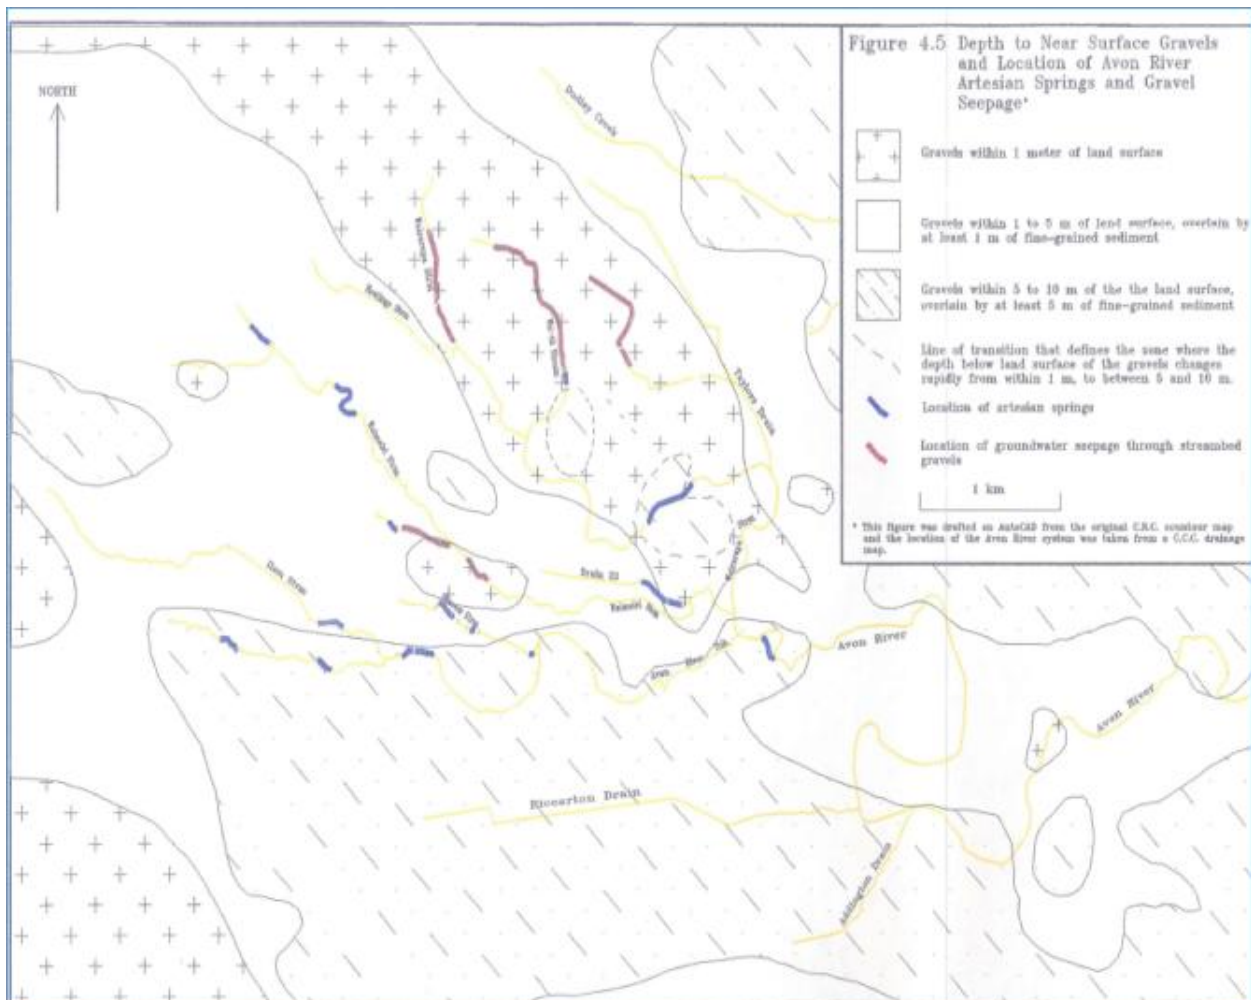 Figure 4.5 Depth to Near Surface Gravels
and Location of Avon River
Artesian Springs and Gravel
Seepage*
NORTH
Gravels within 1 meter of land surface
Gravels within 1 to 5 m of land surface, overlain by
at least 1 m of fine-grained sediment
Gravels within 5 to 10 m of the the land surface,
overlain by at least 5 m of fine-grained sediment
Line of transition that defines the zone where the
depth below land surface of the gravels changes
rapidly from within 1 m, to between 5 and 10 m.
Location of artesian springs
Location of groundwater seepage through streambed
gravels
1 km
* This figure was drafted on AutoCAD from the original C.R.C. countour map
and the location of the Avon River system was taken from a C.C.C. drainage
map.
Dudley Creek
Taylors Drain
Avon River
Avon River
Riccarton Drain
Addington Drain